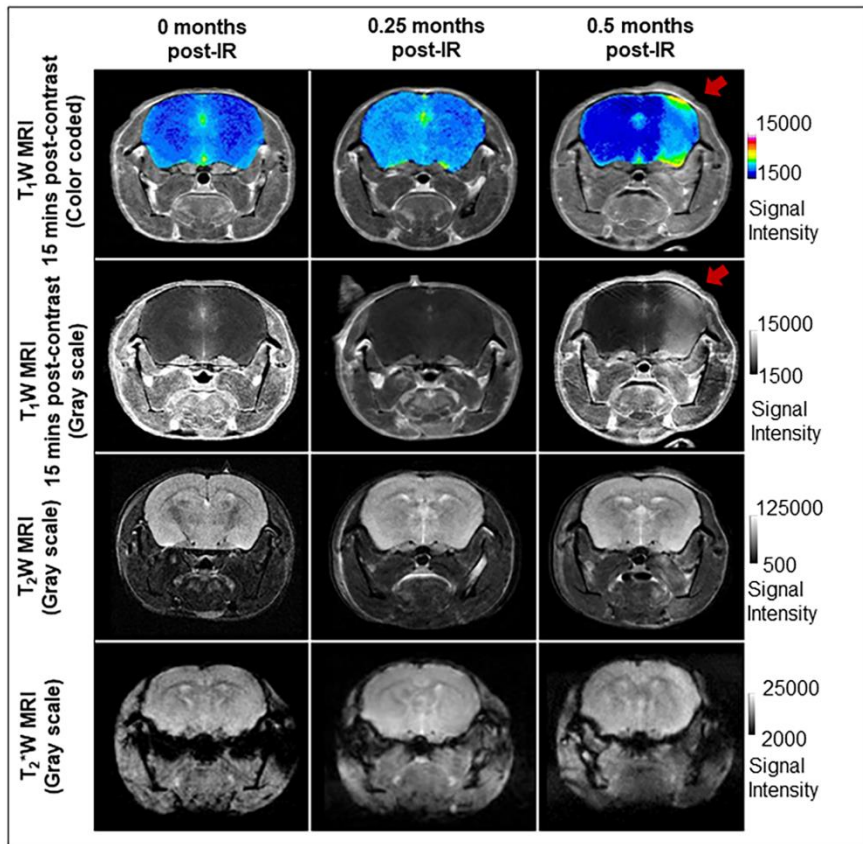 0 months
post-IR
0.25 months
post-IR
0.5 months
post-IR
T1W MRI
15 mins post-contrast
(Color coded)
15000
1500
Signal
Intensity
T1W MRI
15 mins post-contrast
(Gray scale)
15000
1500
Signal
Intensity
T2W MRI
(Gray scale)
125000
500
Signal
Intensity
T2*W MRI
(Gray scale)
25000
2000
Signal
Intensity